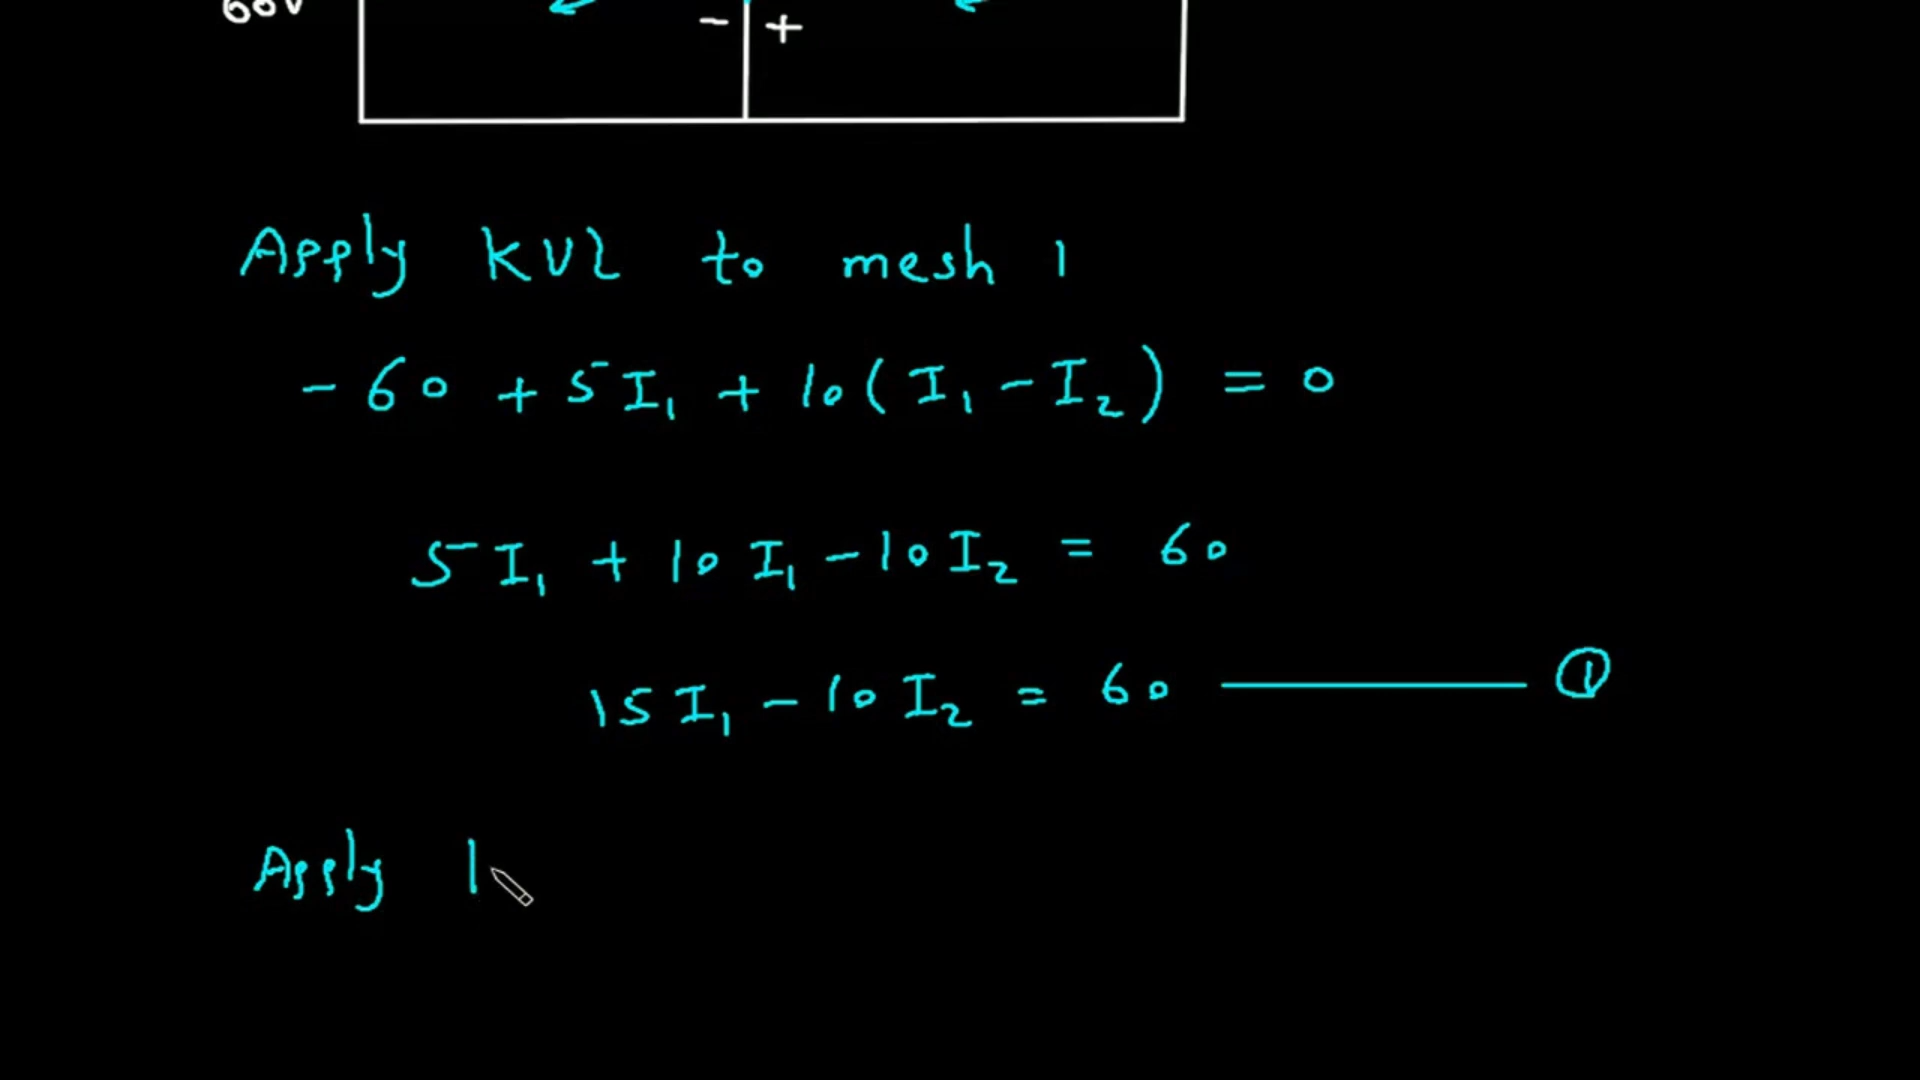 60V
- +
Apply KVL to mesh 1
- 60 + 5I₁ + 10(I₁ - I₂) = 0
5I₁ + 10I₁ - 10I₂ = 60
15I₁ - 10I₂ = 60 ——— ①
Apply